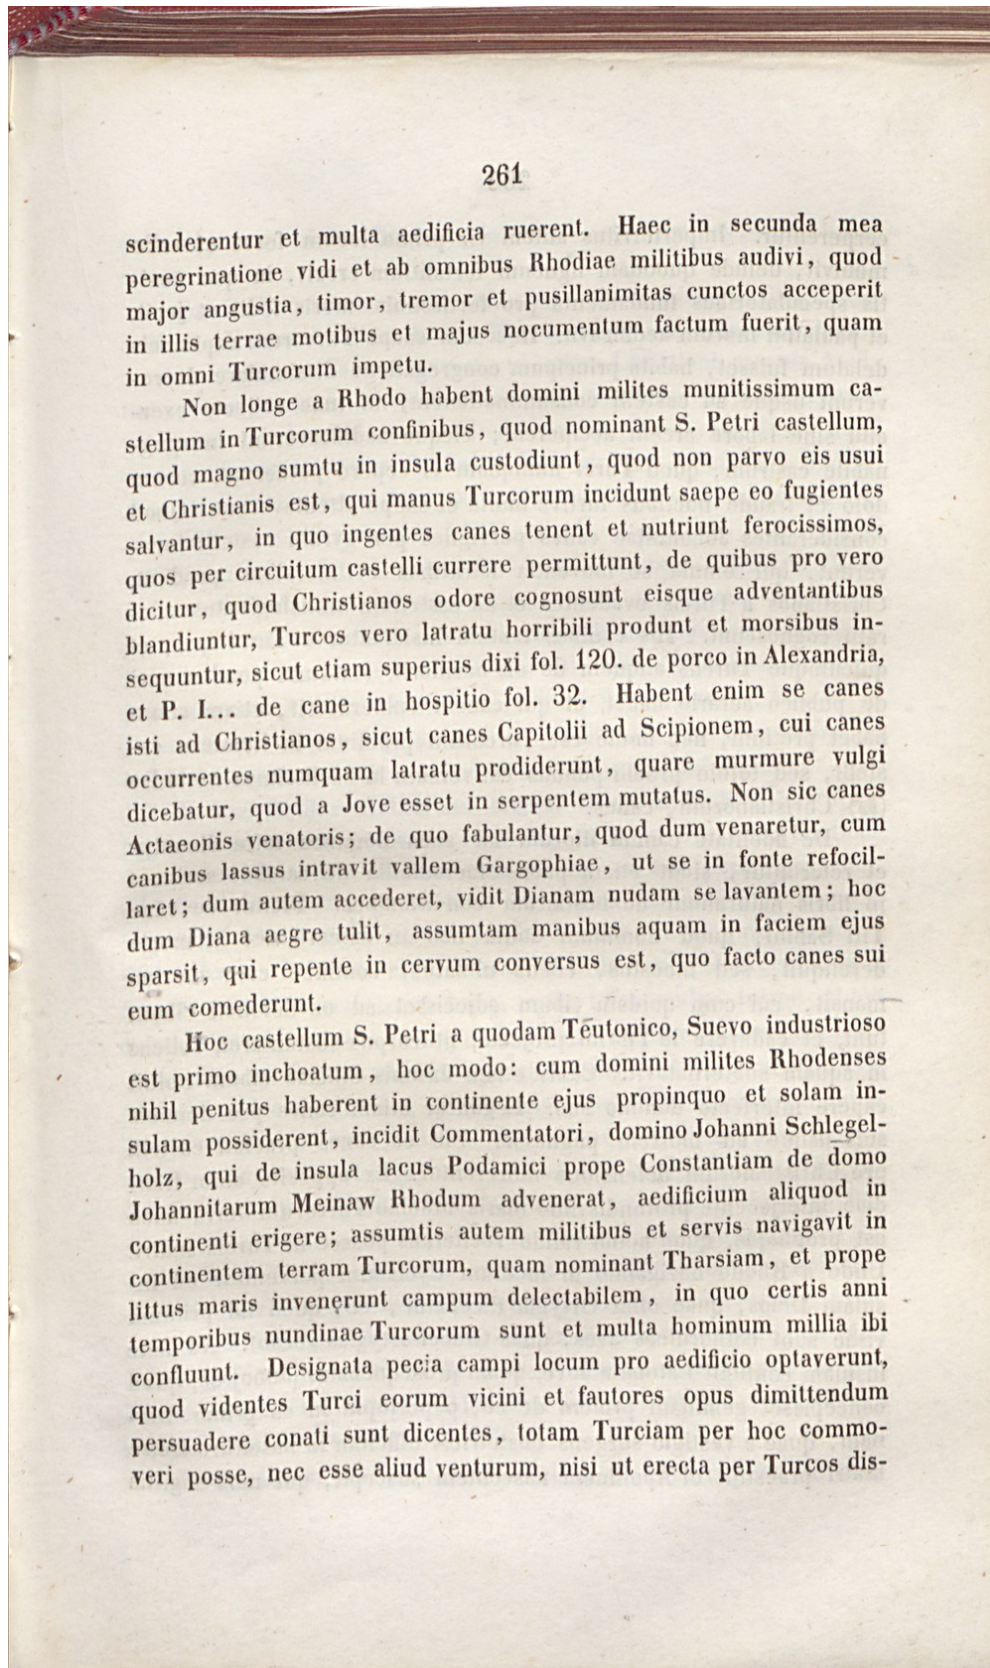 261
scinderentur et multa aedificia ruerent. Haec in secunda mea
peregrinatione vidi et ab omnibus Rhodiae militibus audivi, quod
major angustia, timor, tremor et pusillanimitas cunctos acceperit
in illis terrae motibus et majus nocumentum factum fuerit, quam
in omni Turcorum impetu.
Non longe a Rhodo habent domini milites munitissimum ca-
stellum in Turcorum confinibus, quod nominant S. Petri castellum,
quod magno sumtu in insula custodiunt, quod non parvo eis usui
et Christianis est, qui manus Turcorum incidunt saepe eo fugientes
salvantur, in quo ingentes canes tenent et nutriunt ferocissimos,
quos per circuitum castelli currere permittunt, de quibus pro vero
dicitur, quod Christianos odore cognosunt eisque adventantibus
blandiuntur, Turcos vero latratu horribili produnt et morsibus in-
sequuntur, sicut etiam superius dixi fol. 120. de porco in Alexandria,
et P. I... de cane in hospitio fol. 32. Habent enim se canes
isti ad Christianos, sicut canes Capitolii ad Scipionem, cui canes
occurrentes numquam latratu prodiderunt, quare murmure vulgi
dicebatur, quod a Jove esset in serpentem mutatus. Non sic canes
Actaeonis venatoris; de quo fabulantur, quod dum venaretur, cum
canibus lassus intravit vallem Gargophiae, ut se in fonte refocil-
laret; dum autem accederet, vidit Dianam nudam se lavantem; hoc
dum Diana aegre tulit, assumtam manibus aquam in faciem ejus
sparsit, qui repente in cervum conversus est, quo facto canes sui
eum comederunt.
Hoc castellum S. Petri a quodam Teutonico, Suevo industrioso
est primo inchoatum, hoc modo: cum domini milites Rhodenses
nihil penitus haberent in continente ejus propinquo et solam in-
sulam possiderent, incidit Commentatori, domino Johanni Schlegel-
holz, qui de insula lacus Podamici prope Constantiam de domo
Johannitarum Meinaw Rhodum advenerat, aedificium aliquod in
continenti erigere; assumtis autem militibus et servis navigavit in
continentem terram Turcorum, quam nominant Tharsiam, et prope
littus maris invenerunt campum delectabilem, in quo certis anni
temporibus nundinae Turcorum sunt et multa hominum millia ibi
confluunt. Designata pecia campi locum pro aedificio optaverunt,
quod videntes Turci eorum vicini et fautores opus dimittendum
persuadere conati sunt dicentes, totam Turciam per hoc commo-
veri posse, nec esse aliud venturum, nisi ut erecta per Turcos dis-